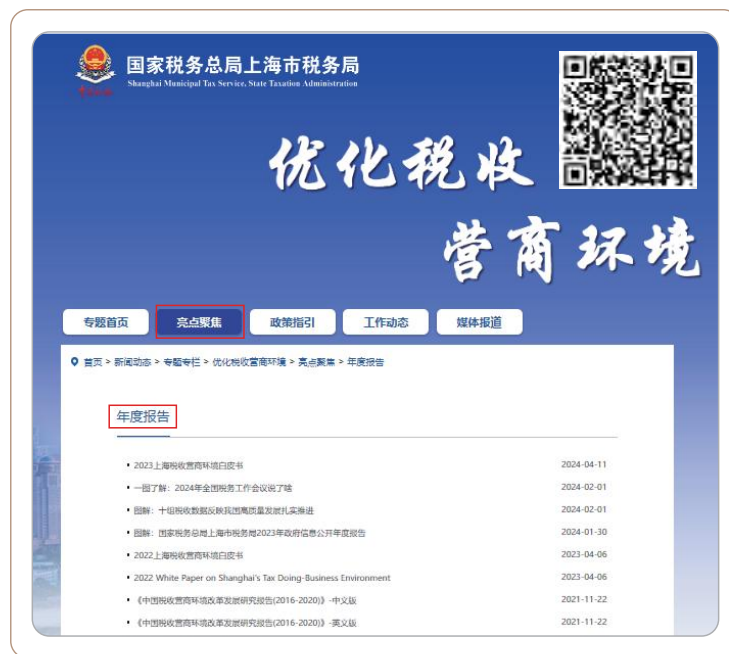 国家税务总局上海市税务局
Shanghai Municipal Tax Service, State Taxation Administration
优化税收
营商环境
专题首页 亮点聚焦 政策指引 工作动态 媒体报道
首页 > 新闻动态 > 专题专栏 > 优化税收营商环境 > 亮点聚焦 > 年度报告
年度报告
2023上海税收营商环境白皮书 2024-04-11
一图了解：2024年全国税务工作会议说了啥 2024-02-01
图解：十组税收数据反映我国高质量发展扎实推进 2024-02-01
图解：国家税务总局上海市税务局2023年政府信息公开年度报告 2024-01-30
2022上海税收营商环境白皮书 2023-04-06
2022 White Paper on Shanghai's Tax Doing-Business Environment 2023-04-06
《中国税收营商环境改革发展研究报告(2016-2020)》-中文版 2021-11-22
《中国税收营商环境改革发展研究报告(2016-2020)》-英文版 2021-11-22